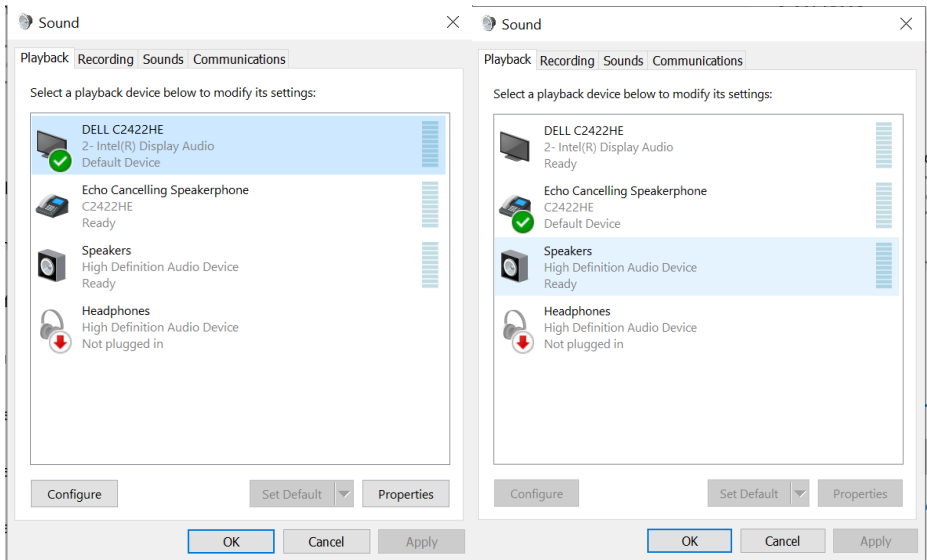 Sound
Playback Recording Sounds Communications
Select a playback device below to modify its settings:
DELL C2422HE
2- Intel(R) Display Audio
Default Device
Echo Cancelling Speakerphone
C2422HE
Ready
Speakers
High Definition Audio Device
Ready
Headphones
High Definition Audio Device
Not plugged in
Configure Set Default Properties
OK Cancel Apply
Sound
Playback Recording Sounds Communications
Select a playback device below to modify its settings:
DELL C2422HE
2- Intel(R) Display Audio
Ready
Echo Cancelling Speakerphone
C2422HE
Default Device
Speakers
High Definition Audio Device
Ready
Headphones
High Definition Audio Device
Not plugged in
Configure Set Default Properties
OK Cancel Apply